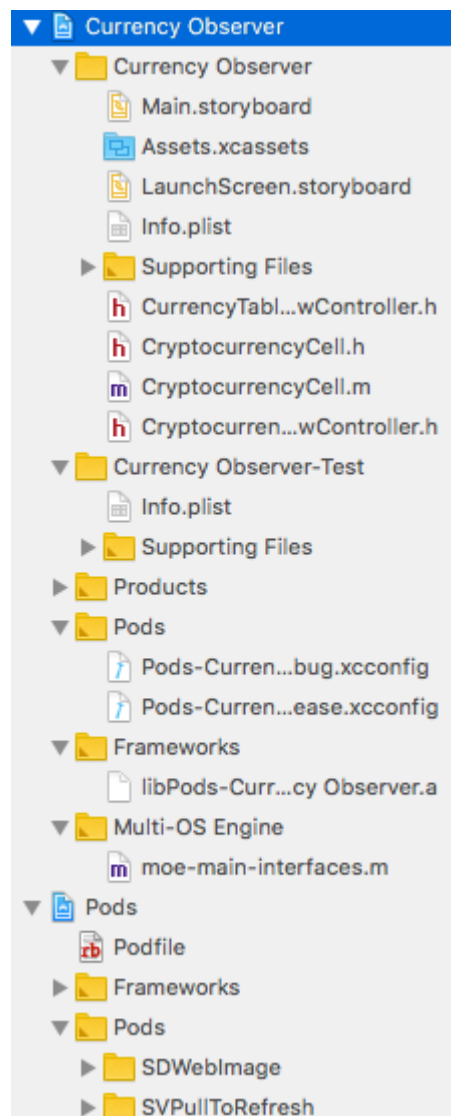 Currency Observer
Currency Observer
Main.storyboard
Assets.xcassets
LaunchScreen.storyboard
Info.plist
Supporting Files
h CurrencyTabl...wController.h
h CryptocurrencyCell.h
m CryptocurrencyCell.m
h Cryptocurren...wController.h
Currency Observer-Test
Info.plist
Supporting Files
Products
Pods
Pods-Curren...bug.xcconfig
Pods-Curren...ease.xcconfig
Frameworks
libPods-Curr...cy Observer.a
Multi-OS Engine
m moe-main-interfaces.m
Pods
rb Podfile
Frameworks
Pods
SDWebImage
SVPullToRefresh